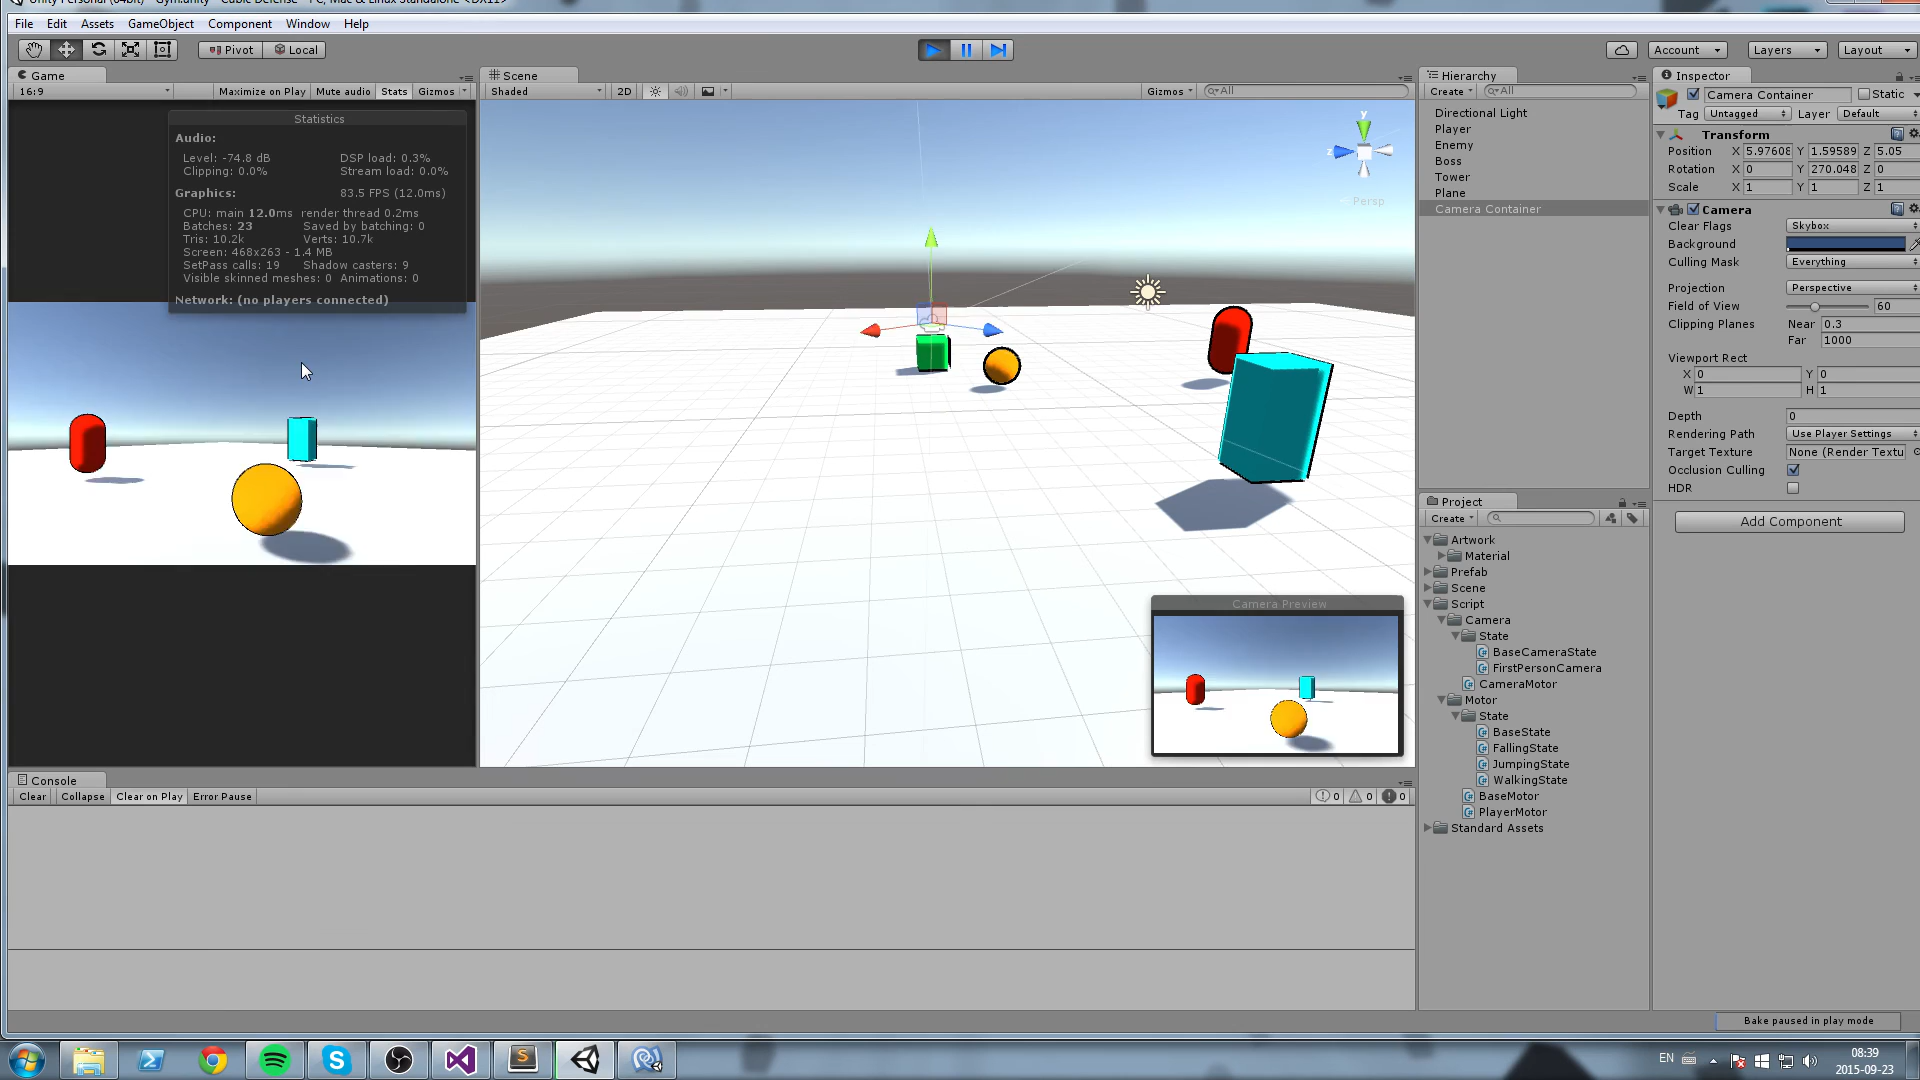 File Edit Assets GameObject Component Window Help
Pivot Local Account Layers Layout
Game
16:9 Maximize on Play Mute audio Stats Gizmos
Statistics
Audio:
Level: -74.8 dB DSP load: 0.3%
Clipping: 0.0% Stream load: 0.0%
Graphics: 83.5 FPS (12.0ms)
CPU: main 12.0ms render thread 0.2ms
Batches: 23 Saved by batching: 0
Tris: 10.2k Verts: 10.7k
Screen: 468x263 - 1.4 MB
SetPass calls: 19 Shadow casters: 9
Visible skinned meshes: 0 Animations: 0
Network: (no players connected)
Scene
Shaded 2D Gizmos All
y
z
Persp
Camera Preview
Hierarchy
Create All
Directional Light
Player
Enemy
Boss
Tower
Plane
Camera Container
Project
Create
Artwork
Material
Prefab
Scene
Script
Camera
State
BaseCameraState
FirstPersonCamera
CameraMotor
Motor
State
BaseState
FallingState
JumpingState
WalkingState
BaseMotor
PlayerMotor
Standard Assets
Inspector
Camera Container Static
Tag Untagged Layer Default
Transform
Position X 5.97608 Y 1.59589 Z 5.05
Rotation X 0 Y 270.048 Z 0
Scale X 1 Y 1 Z 1
Camera
Clear Flags Skybox
Background
Culling Mask Everything
Projection Perspective
Field of View 60
Clipping Planes Near 0.3
Far 1000
Viewport Rect
X 0 Y 0
W 1 H 1
Depth 0
Rendering Path Use Player Settings
Target Texture None (Render Textu
Occlusion Culling
HDR
Add Component
Console
Clear Collapse Clear on Play Error Pause 0 0 0
Bake paused in play mode
EN 08:39
2015-09-23